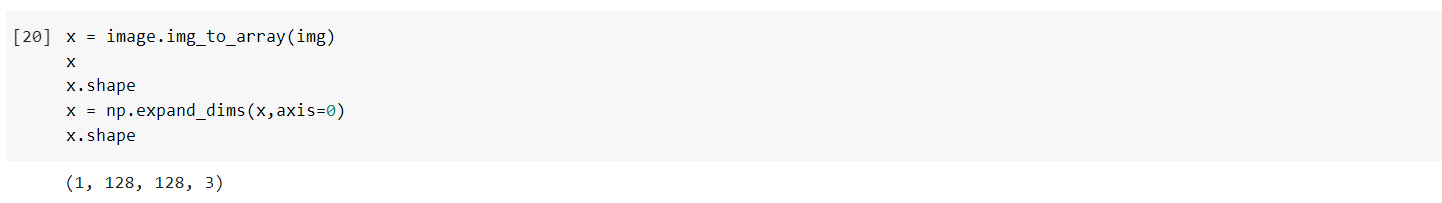 [20] x = image.img_to_array(img)
x
x.shape
x = np.expand_dims(x,axis=0)
x.shape
(1, 128, 128, 3)